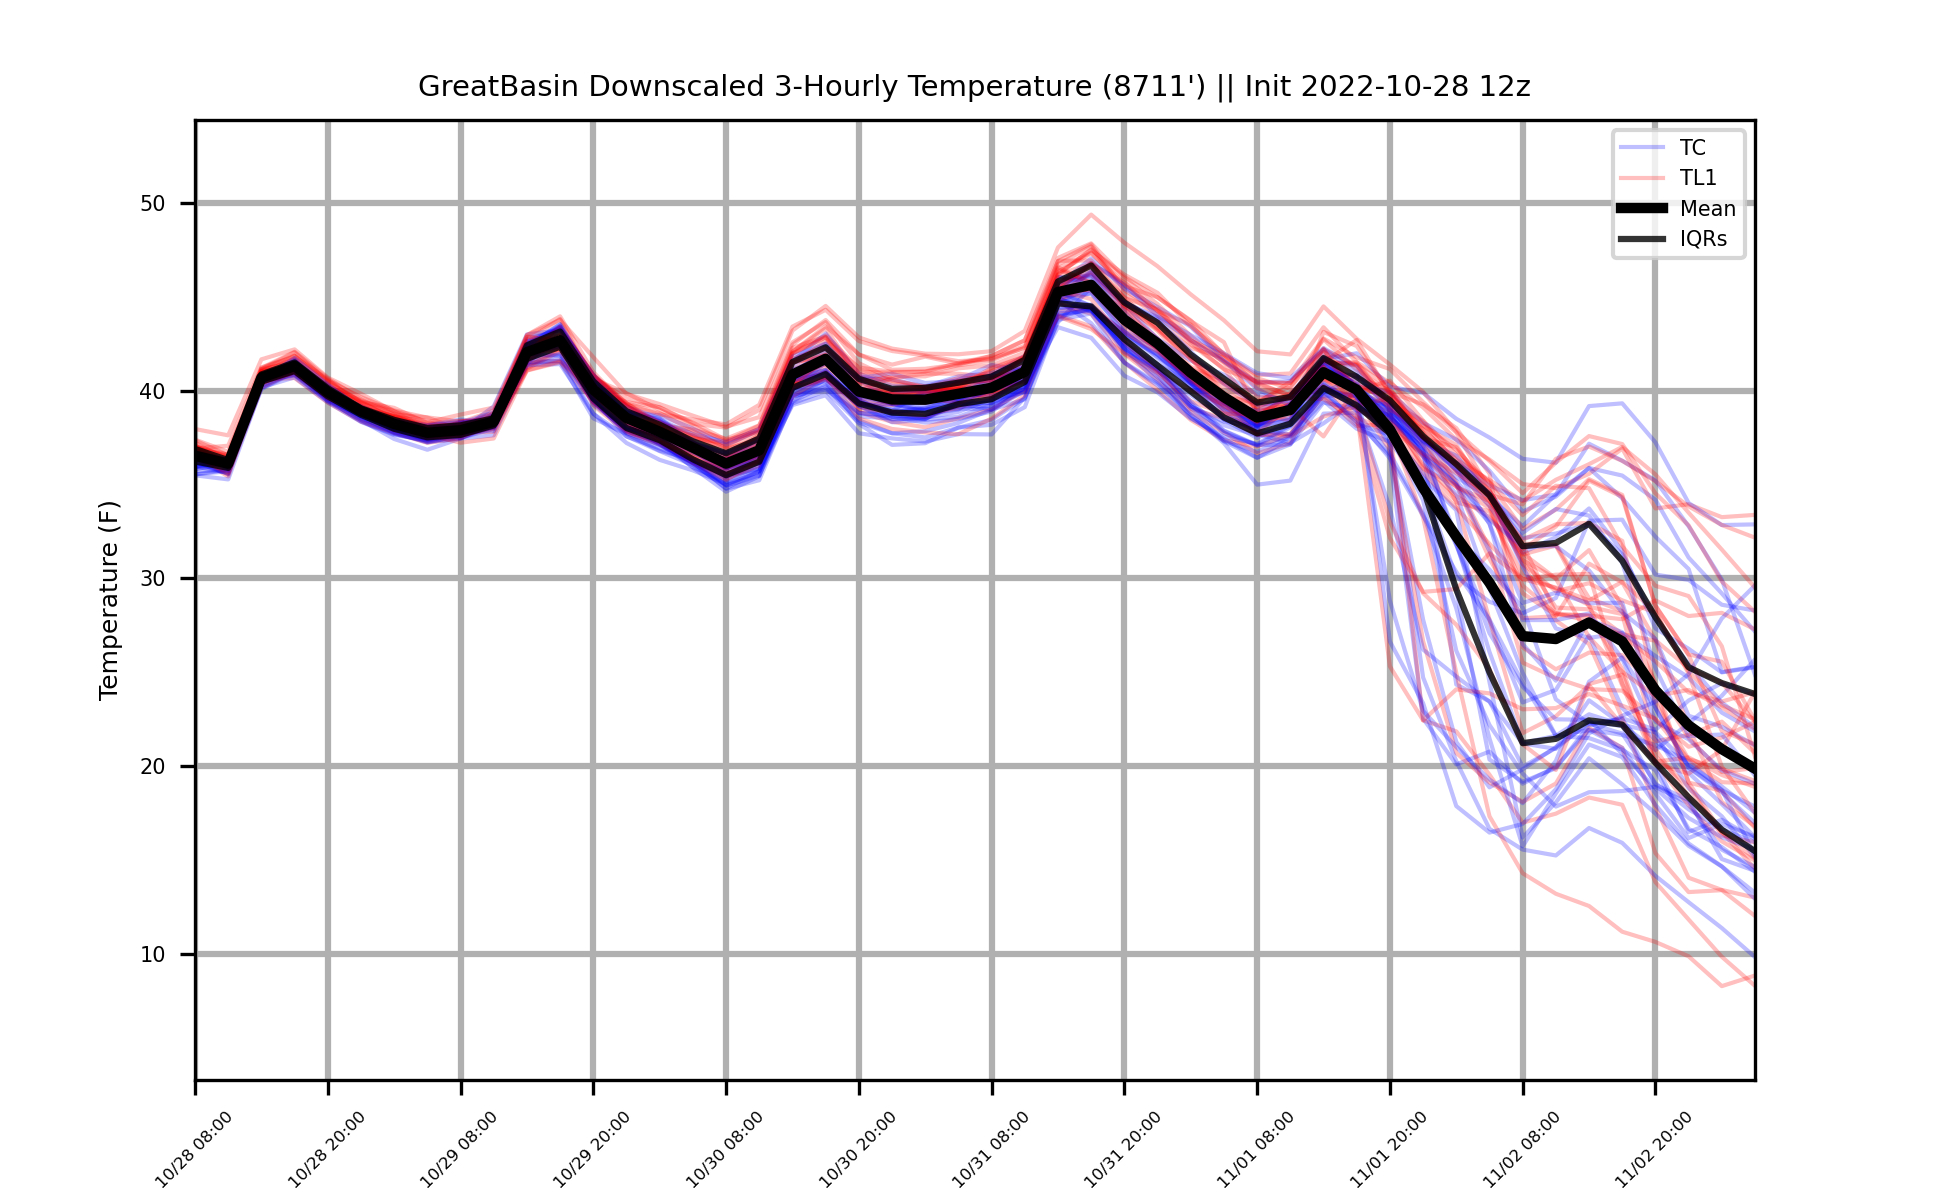 GreatBasin Downscaled 3-Hourly Temperature (8711') || Init 2022-10-28 12z
TC
TL1
Mean
IQRs
Temperature (F)
50
40
30
20
10
10/28 08:00
10/28 20:00
10/29 08:00
10/29 20:00
10/30 08:00
10/30 20:00
10/31 08:00
10/31 20:00
11/01 08:00
11/01 20:00
11/02 08:00
11/02 20:00